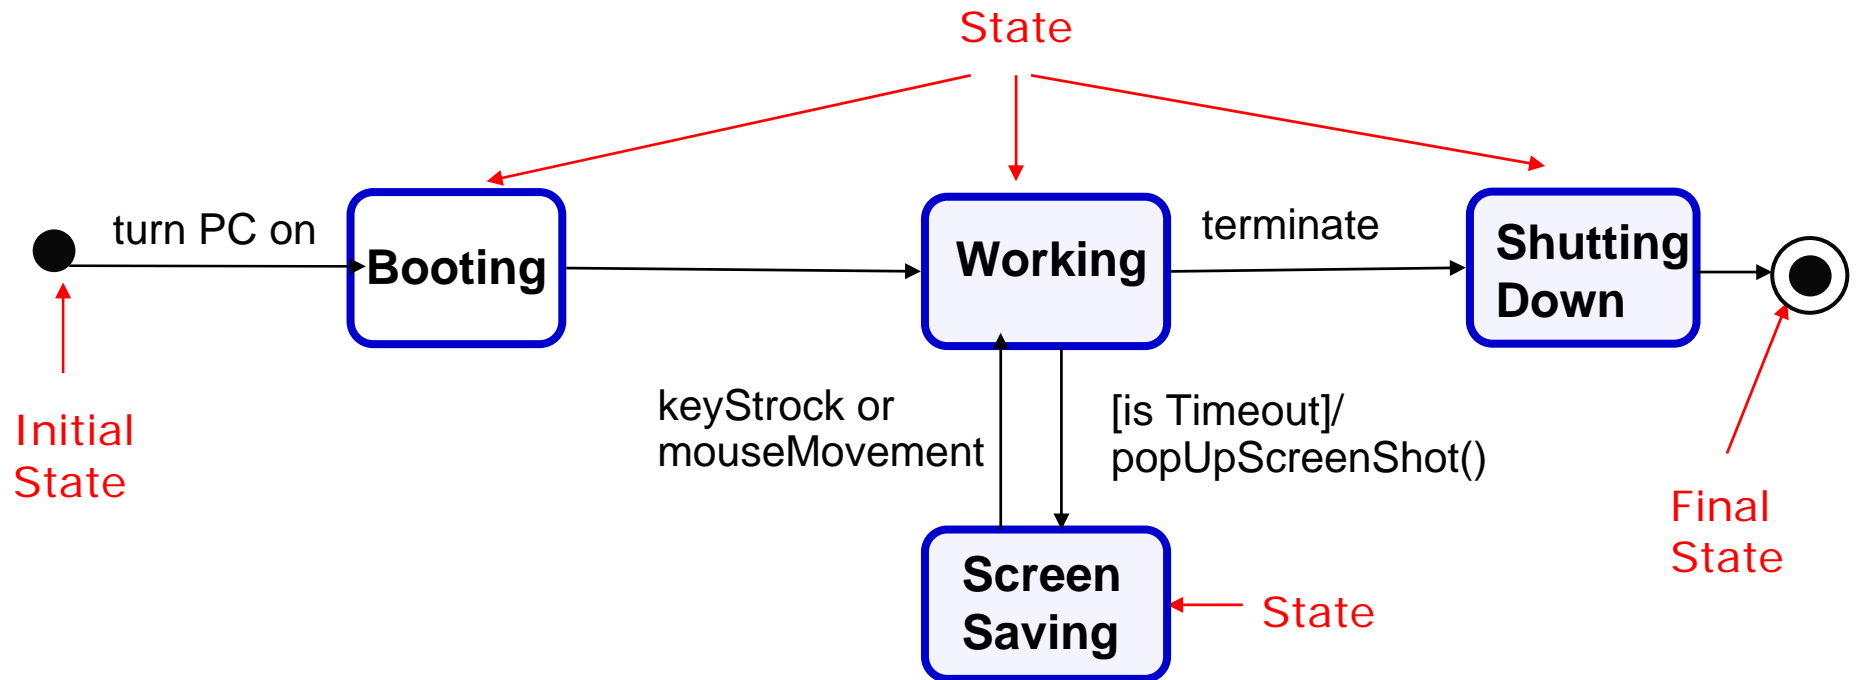 State
turn PC on
Booting
Working
terminate
Shutting
Down
Initial
State
keyStrock or
mouseMovement
[is Timeout]/
popUpScreenShot()
Final
State
Screen
Saving
State